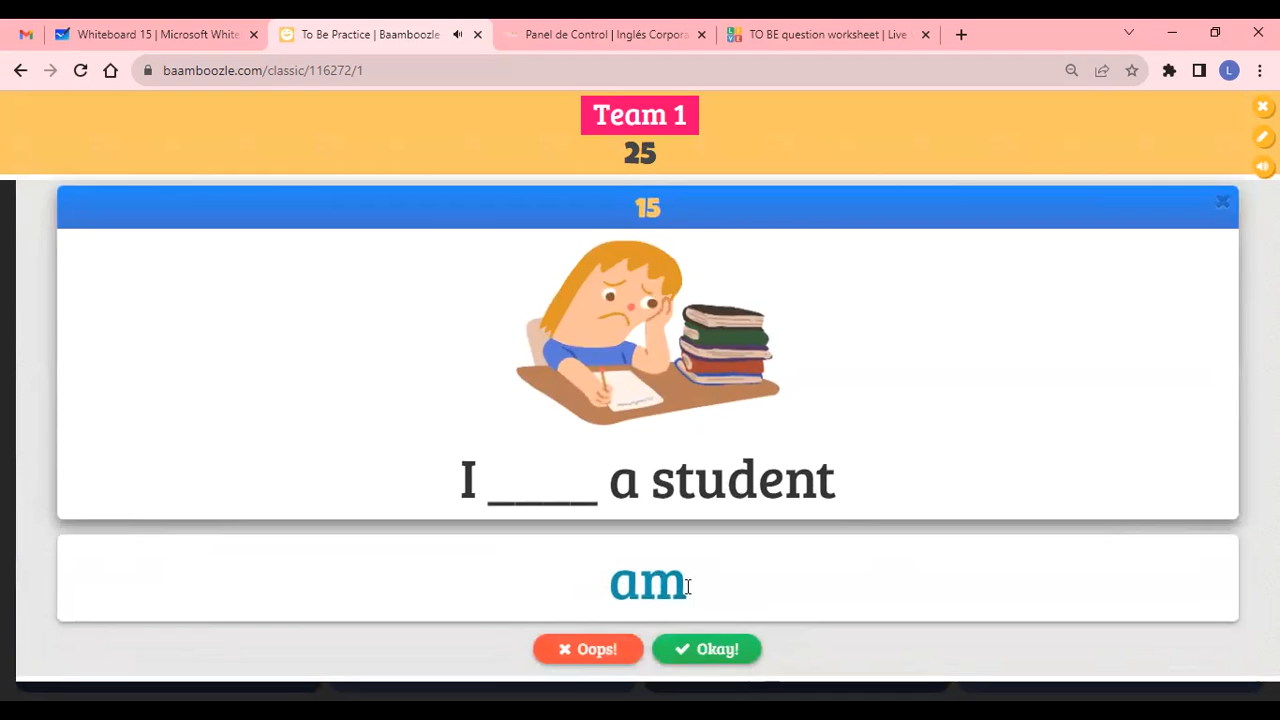 Whiteboard 15 | Microsoft White
To Be Practice | Baamboozle
Panel de Control | Inglés Corpora
TO BE question worksheet | Live
baamboozle.com/classic/116272/1
L
Team 1
25
15
I ____ a student
am
Oops!
Okay!